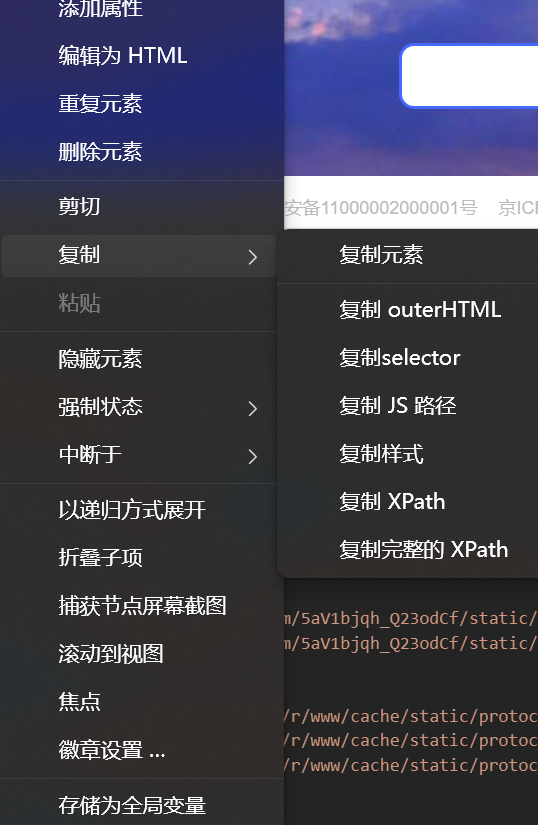 添加属性
编辑为 HTML
重复元素
删除元素
剪切
安备11000002000001号 京ICI
复制
复制元素
粘贴
复制 outerHTML
隐藏元素
复制selector
强制状态
复制 JS 路径
中断于
复制样式
以递归方式展开
复制 XPath
折叠子项
复制完整的 XPath
捕获节点屏幕截图
m/5aV1bjqh_Q23odCf/static/
m/5aV1bjqh_Q23odCf/static/
滚动到视图
焦点
/r/www/cache/static/protoc
/r/www/cache/static/protoc
徽章设置 ...
/r/www/cache/static/protoc
存储为全局变量